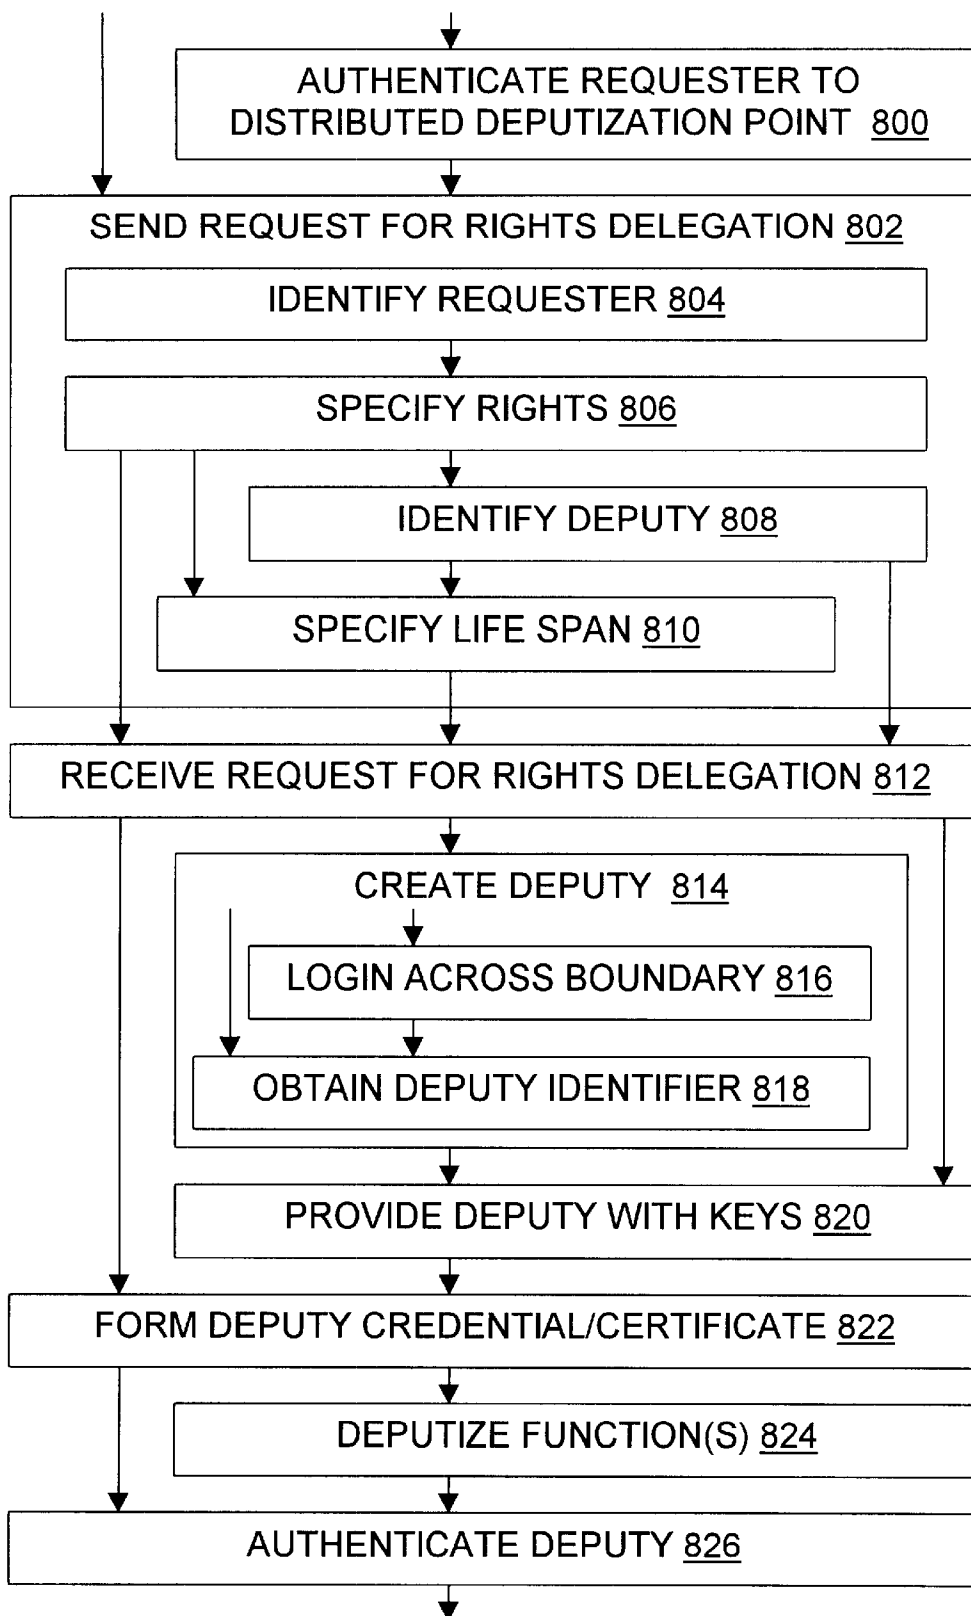 AUTHENTICATE REQUESTER TO
DISTRIBUTED DEPUTIZATION POINT 800
SEND REQUEST FOR RIGHTS DELEGATION 802
IDENTIFY REQUESTER 804
SPECIFY RIGHTS 806
IDENTIFY DEPUTY 808
SPECIFY LIFE SPAN 810
RECEIVE REQUEST FOR RIGHTS DELEGATION 812
CREATE DEPUTY 814
LOGIN ACROSS BOUNDARY 816
OBTAIN DEPUTY IDENTIFIER 818
PROVIDE DEPUTY WITH KEYS 820
FORM DEPUTY CREDENTIAL/CERTIFICATE 822
DEPUTIZE FUNCTION(S) 824
AUTHENTICATE DEPUTY 826